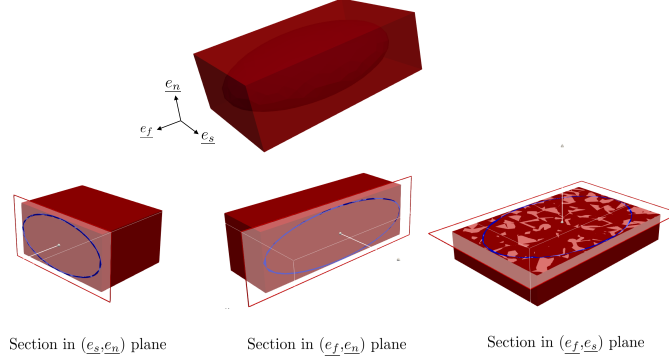 e_n
e_f
e_s
Section in (e_s,e_n) plane
Section in (e_f,e_n) plane
Section in (e_f,e_s) plane